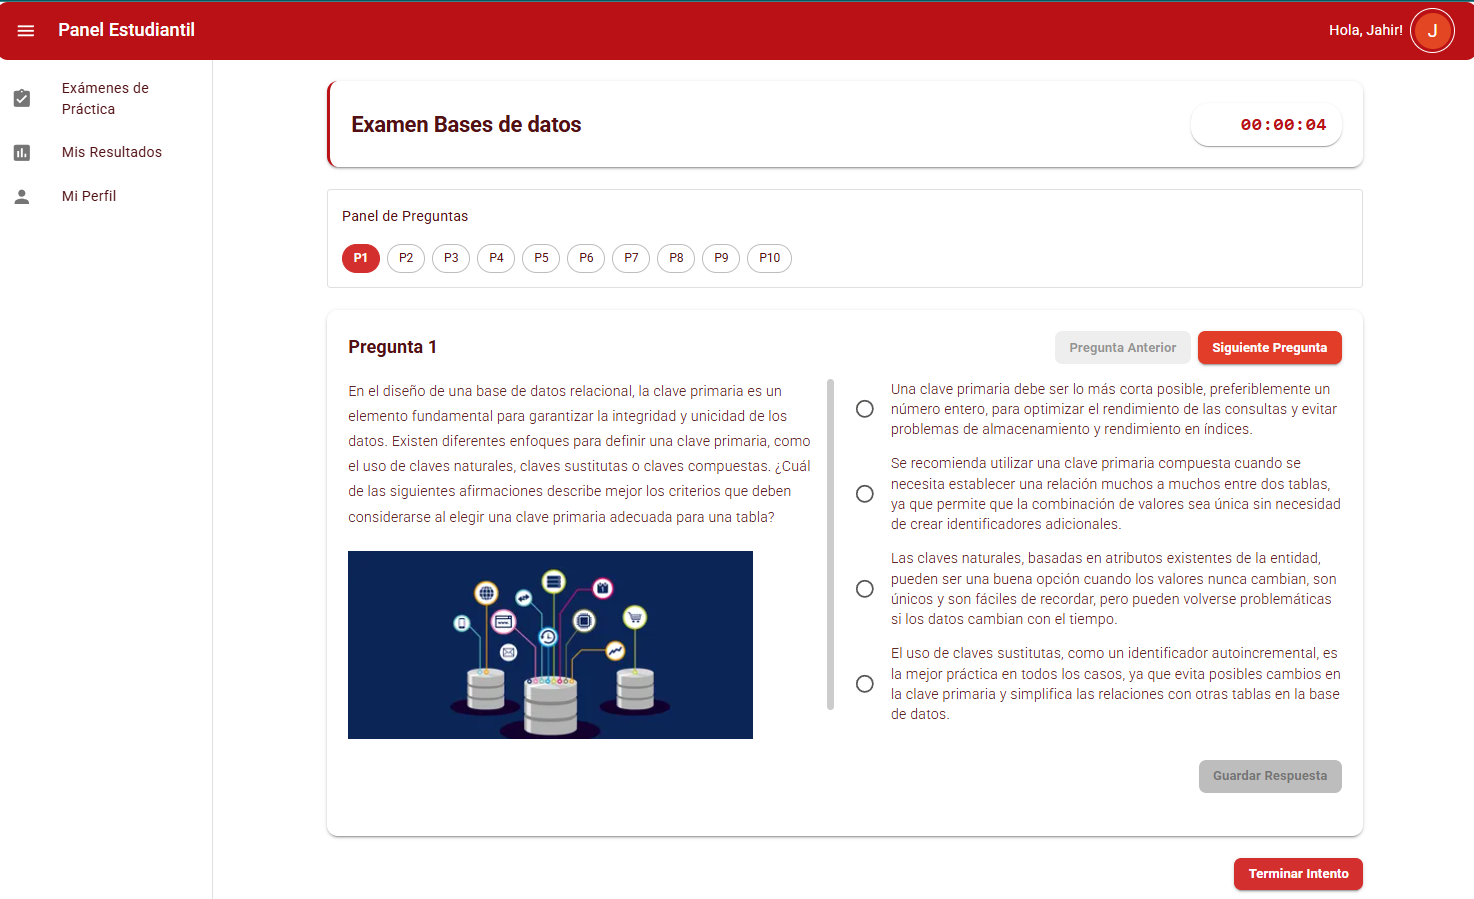 Panel Estudiantil
Hola, Jahir!
J
Exámenes de
Práctica
Mis Resultados
Mi Perfil
Examen Bases de datos
00:00:04
Panel de Preguntas
P1 P2 P3 P4 P5 P6 P7 P8 P9 P10
Pregunta 1
Pregunta Anterior
Siguiente Pregunta
En el diseño de una base de datos relacional, la clave primaria es un
elemento fundamental para garantizar la integridad y unicidad de los
datos. Existen diferentes enfoques para definir una clave primaria, como
el uso de claves naturales, claves sustitutas o claves compuestas. ¿Cuál
de las siguientes afirmaciones describe mejor los criterios que deben
considerarse al elegir una clave primaria adecuada para una tabla?
Una clave primaria debe ser lo más corta posible, preferiblemente un
número entero, para optimizar el rendimiento de las consultas y evitar
problemas de almacenamiento y rendimiento en índices.
Se recomienda utilizar una clave primaria compuesta cuando se
necesita establecer una relación muchos a muchos entre dos tablas,
ya que permite que la combinación de valores sea única sin necesidad
de crear identificadores adicionales.
Las claves naturales, basadas en atributos existentes de la entidad,
pueden ser una buena opción cuando los valores nunca cambian, son
únicos y son fáciles de recordar, pero pueden volverse problemáticas
si los datos cambian con el tiempo.
El uso de claves sustitutas, como un identificador autoincremental, es
la mejor práctica en todos los casos, ya que evita posibles cambios en
la clave primaria y simplifica las relaciones con otras tablas en la base
de datos.
Guardar Respuesta
Terminar Intento